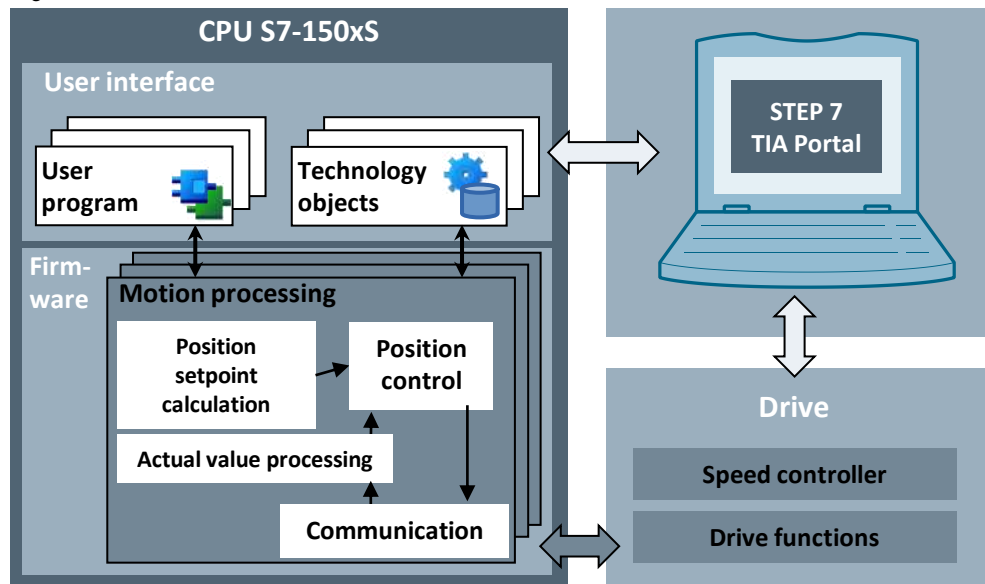 CPU S7-150xS
User interface
User
program
Technology
objects
STEP 7
TIA Portal
Firm-
ware
Motion processing
Position
setpoint
calculation
Position
control
Actual value processing
Communication
Drive
Speed controller
Drive functions